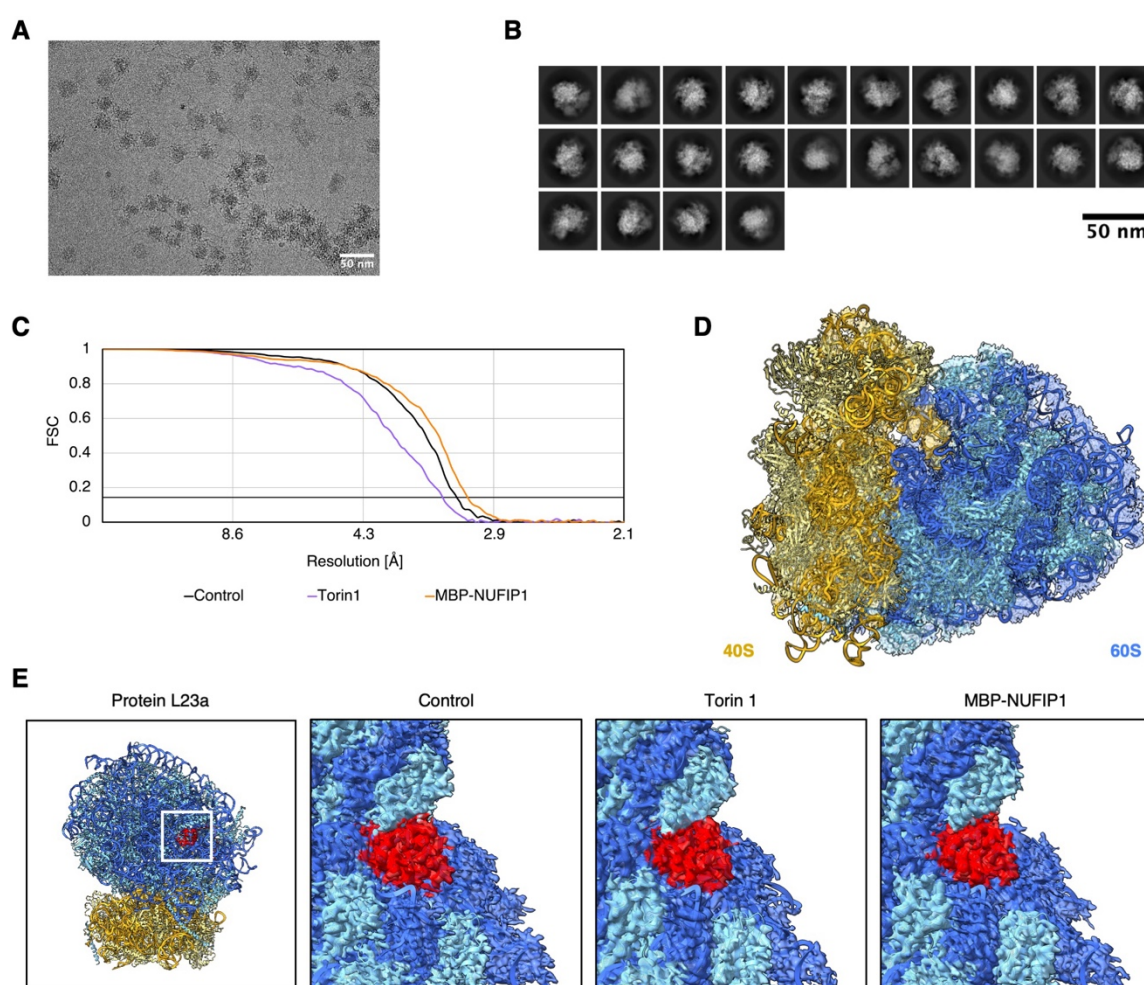 A
B
50 nm
50 nm
C
1
0.8
0.6
0.4
0.2
0
FSC
8.6
4.3
2.9
2.1
Resolution [Å]
Control
Torin1
MBP-NUFIP1
D
40S
60S
E
Protein L23a
Control
Torin 1
MBP-NUFIP1